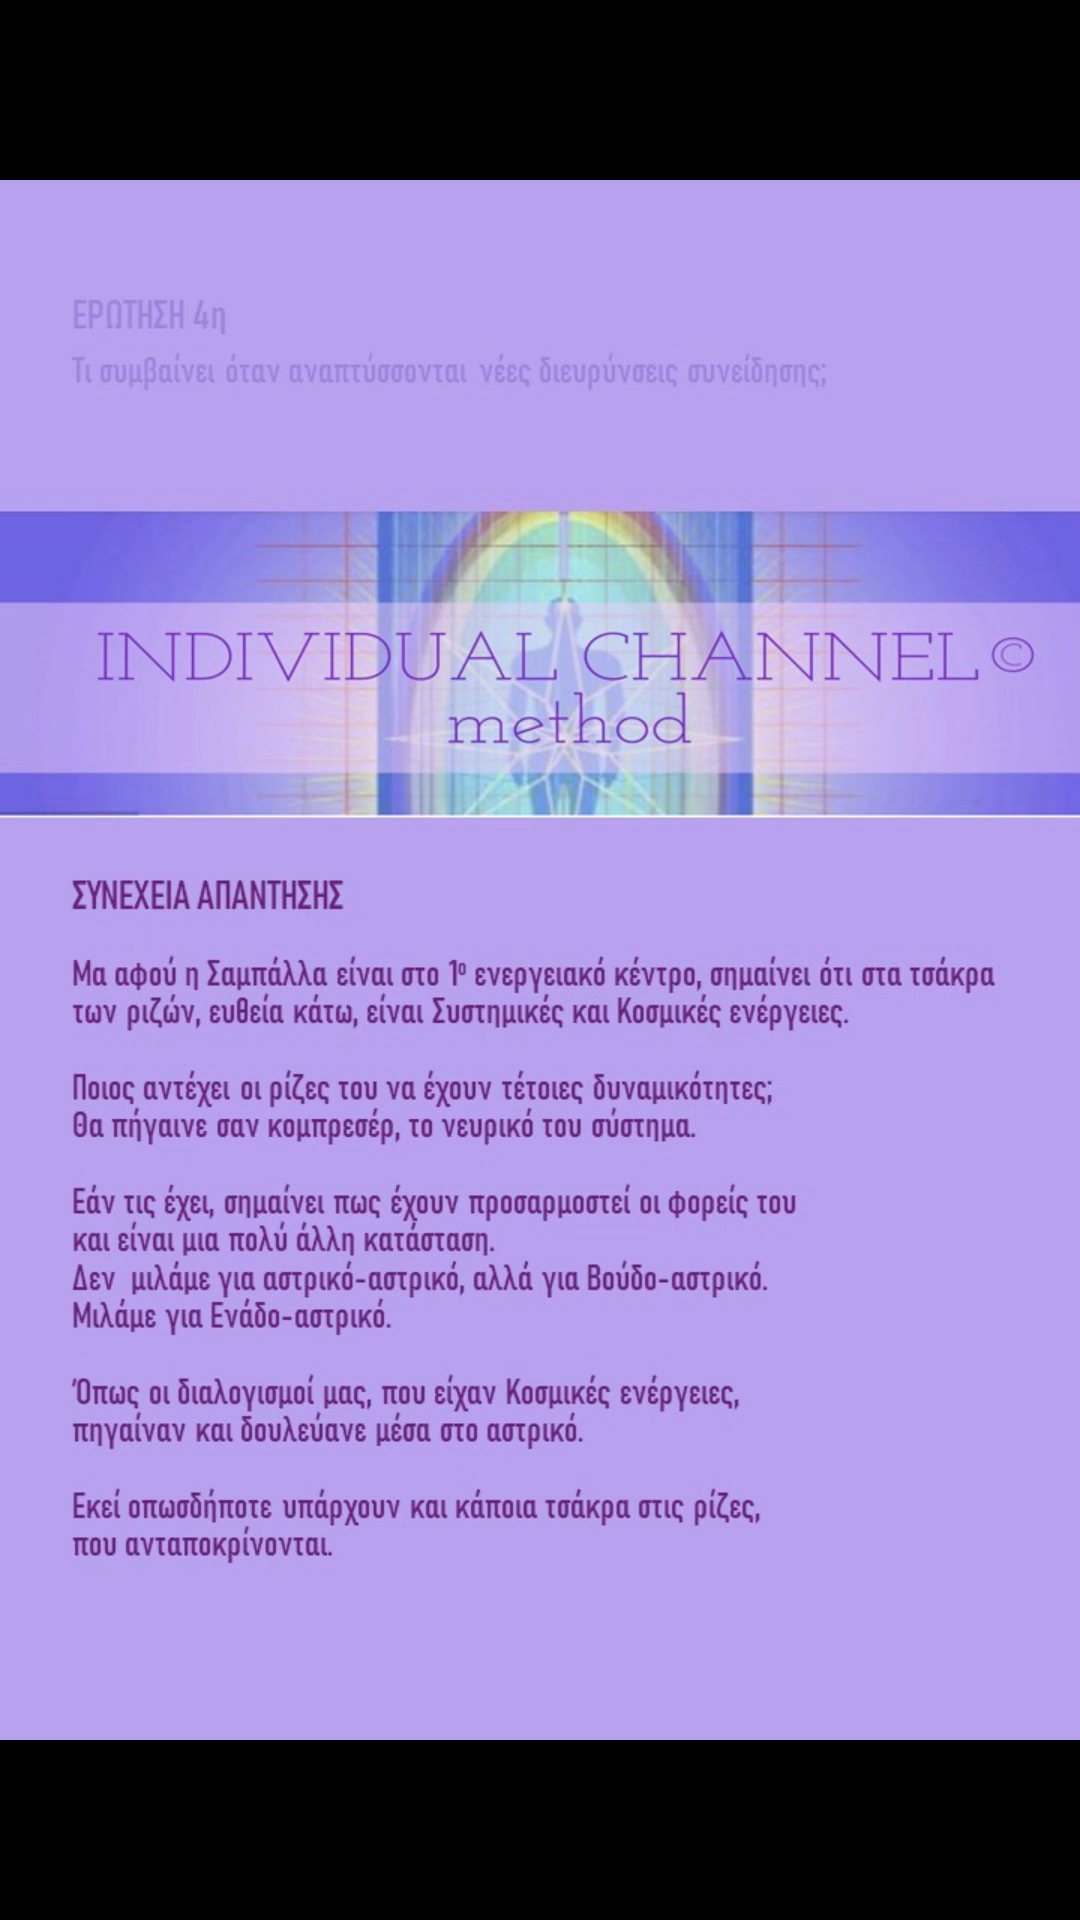 ΕΡΩΤΗΣΗ 4η
Τι συμβαίνει όταν αναπτύσσονται νέες διευρύνσεις συνείδησης;
INDIVIDUAL CHANNEL©
method
ΣΥΝΕΧΕΙΑ ΑΠΑΝΤΗΣΗΣ
Μα αφού η Σαμπάλλα είναι στο 1º ενεργειακό κέντρο, σημαίνει ότι στα τσάκρα
των ριζών, ευθεία κάτω, είναι Συστημικές και Κοσμικές ενέργειες.
Ποιος αντέχει οι ρίζες του να έχουν τέτοιες δυναμικότητες;
Θα πήγαινε σαν κομπρεσέρ, το νευρικό του σύστημα.
Εάν τις έχει, σημαίνει πως έχουν προσαρμοστεί οι φορείς του
και είναι μια πολύ άλλη κατάσταση.
Δεν μιλάμε για αστρικό-αστρικό, αλλά για Βούδο-αστρικό.
Μιλάμε για Ενάδο-αστρικό.
Όπως οι διαλογισμοί μας, που είχαν Κοσμικές ενέργειες,
πηγαίναν και δουλεύανε μέσα στο αστρικό.
Εκεί οπωσδήποτε υπάρχουν και κάποια τσάκρα στις ρίζες,
που ανταποκρίνονται.